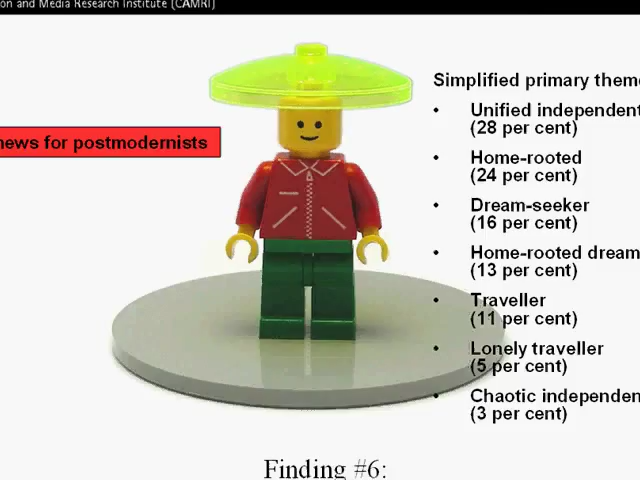 on and Media Research Institute (CAMRI)
news for postmodernists
Simplified primary theme
• Unified independent
(28 per cent)
• Home-rooted
(24 per cent)
• Dream-seeker
(16 per cent)
• Home-rooted dream
(13 per cent)
• Traveller
(11 per cent)
• Lonely traveller
(5 per cent)
• Chaotic independen
(3 per cent)
Finding #6: